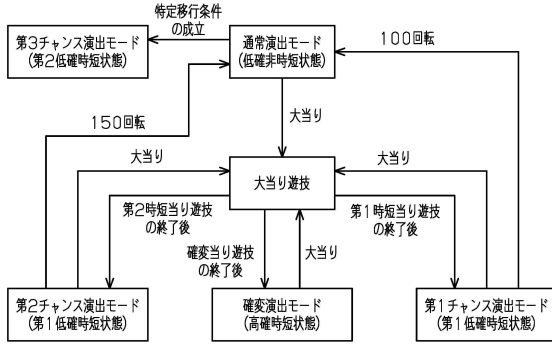 特定移行条件
の成立
第3チャンス演出モード
(第2低確時短状態)
通常演出モード
(低確非時短状態)
100回転
150回転
大当り
大当り
大当り
大当り遊技
第2時短当り遊技
の終了後
第1時短当り遊技
の終了後
確変当り遊技
の終了後
大当り
第2チャンス演出モード
(第1低確時短状態)
確変演出モード
(高確時短状態)
第1チャンス演出モード
(第1低確時短状態)